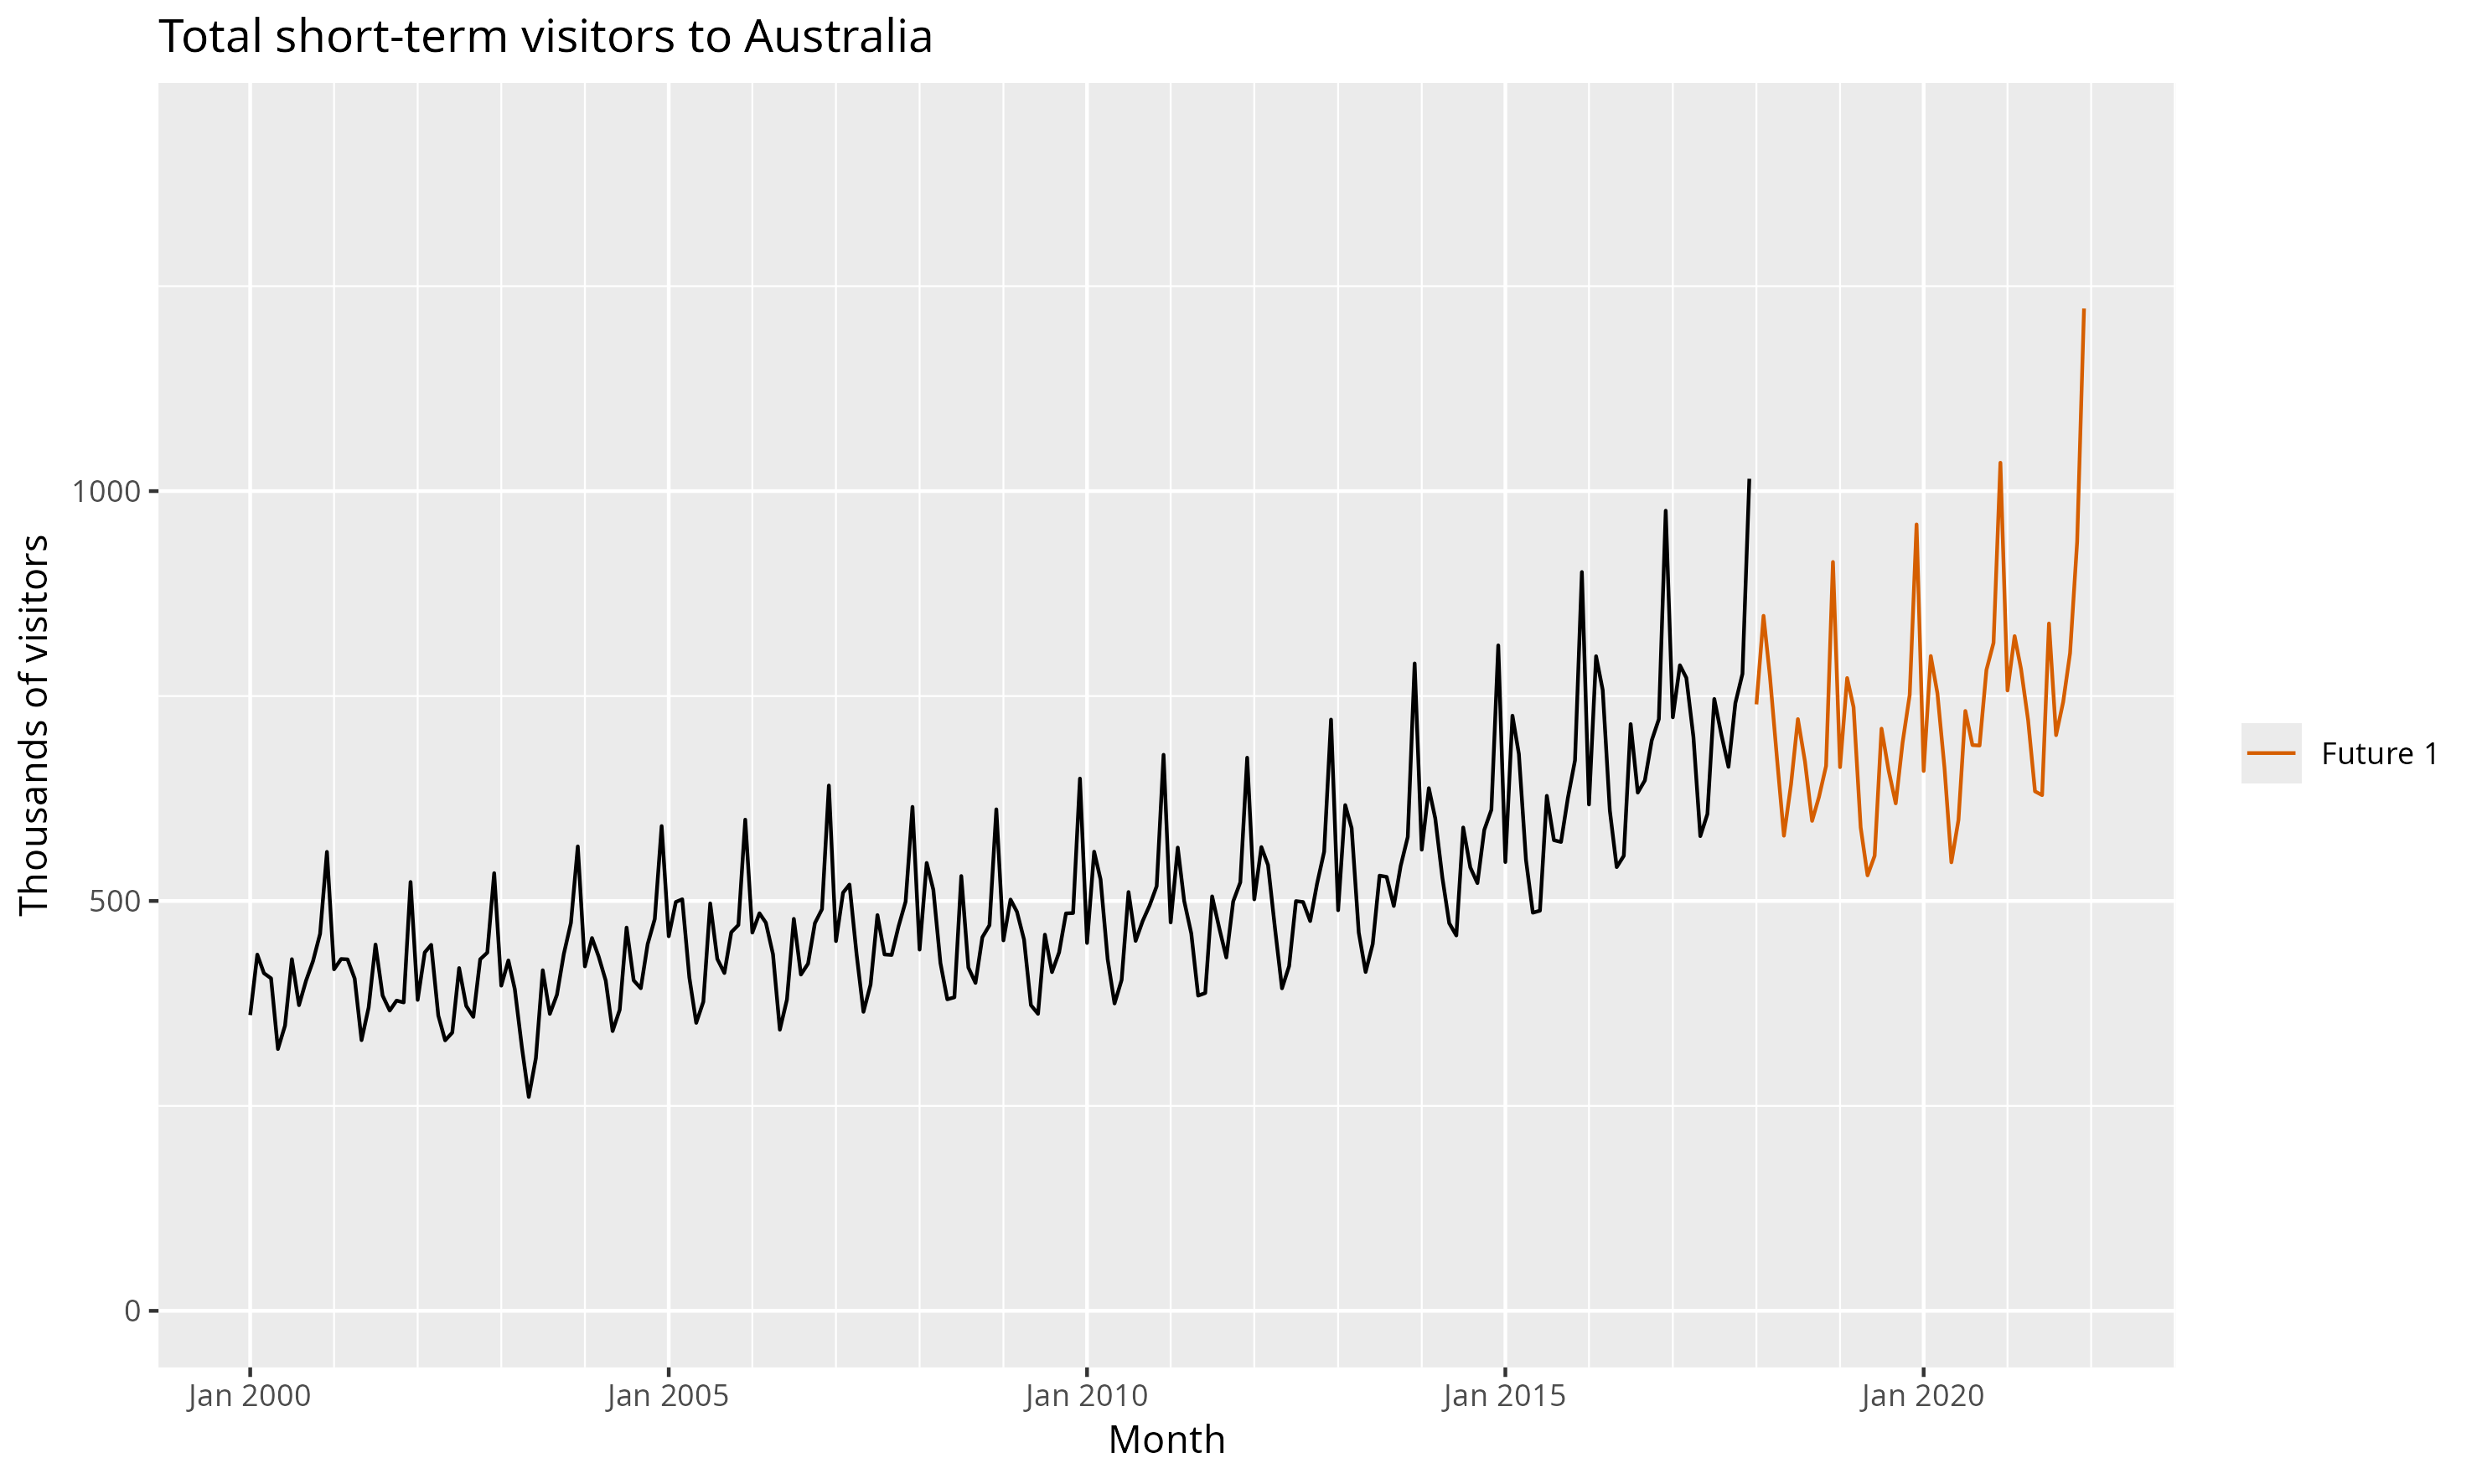 Total short-term visitors to Australia
Thousands of visitors
1000
500
0
Jan 2000
Jan 2005
Jan 2010
Jan 2015
Jan 2020
Month
Future 1